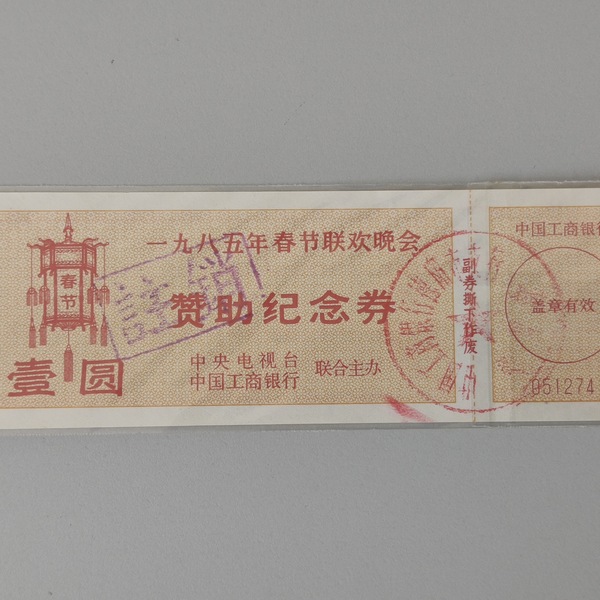 一九八五年春节联欢晚会
春节
赞助纪念券
壹圆
中央电视台
中国工商银行
联合主办
註销
副券撕下作废
中国工商银行
盖章有效
051274